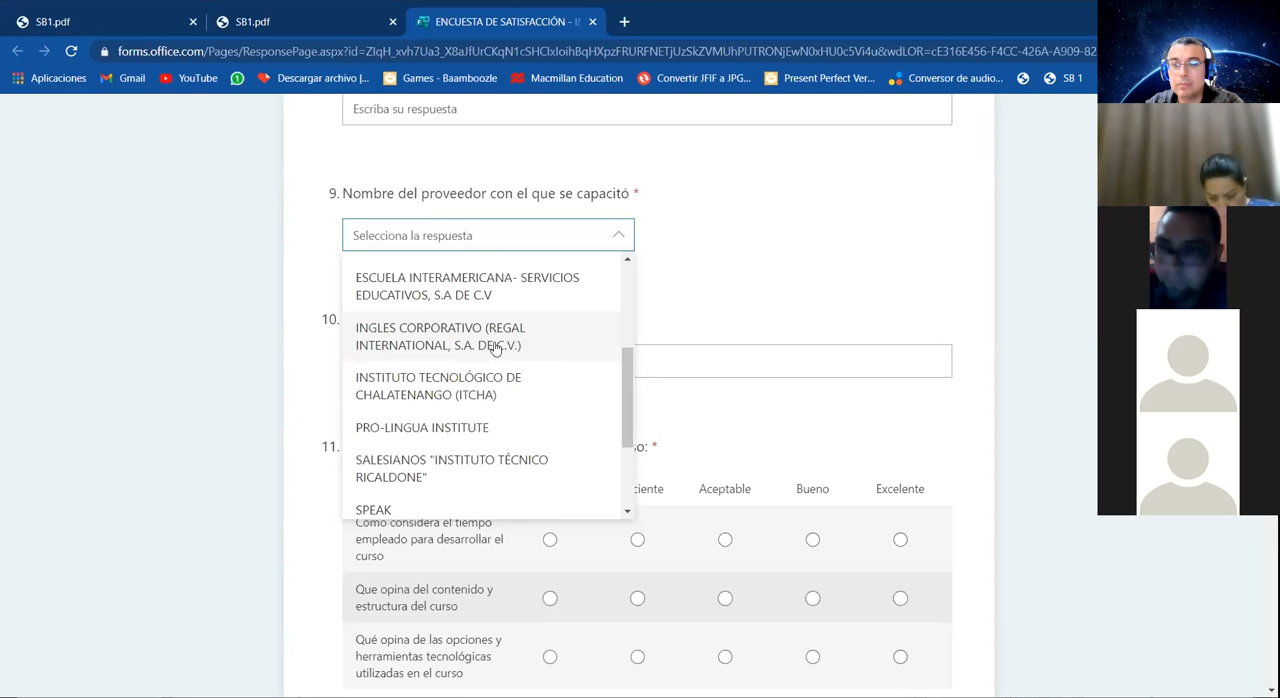 SB1.pdf
SB1.pdf
ENCUESTA DE SATISFACCIÓN - I
forms.office.com/Pages/ResponsePage.aspx?id=ZIqH_xvh7Ua3_X8aJfUrCKqN1cSHCIxIoihBqHXpzFRURFNETjUzSkZVMUhPUTRONjEwN0xHU0c5Vi4u&wdLOR=cE316E456-F4CC-426A-A909-82
Aplicaciones
Gmail
YouTube
Descargar archivo |...
Games - Baamboozle
Macmillan Education
Convertir JFIF a JPG...
Present Perfect Ver...
Conversor de audio...
SB 1
Escriba su respuesta
9. Nombre del proveedor con el que se capacitó *
Selecciona la respuesta
ESCUELA INTERAMERICANA- SERVICIOS
EDUCATIVOS, S.A DE C.V
INGLES CORPORATIVO (REGAL
INTERNATIONAL, S.A. DE C.V.)
INSTITUTO TECNOLÓGICO DE
CHALATENANGO (ITCHA)
PRO-LINGUA INSTITUTE
SALESIANOS "INSTITUTO TÉCNICO
RICALDONE"
SPEAK
10.
11.
so: *
ciente Aceptable Bueno Excelente
Como considera el tiempo
empleado para desarrollar el
curso
Que opina del contenido y
estructura del curso
Qué opina de las opciones y
herramientas tecnológicas
utilizadas en el curso